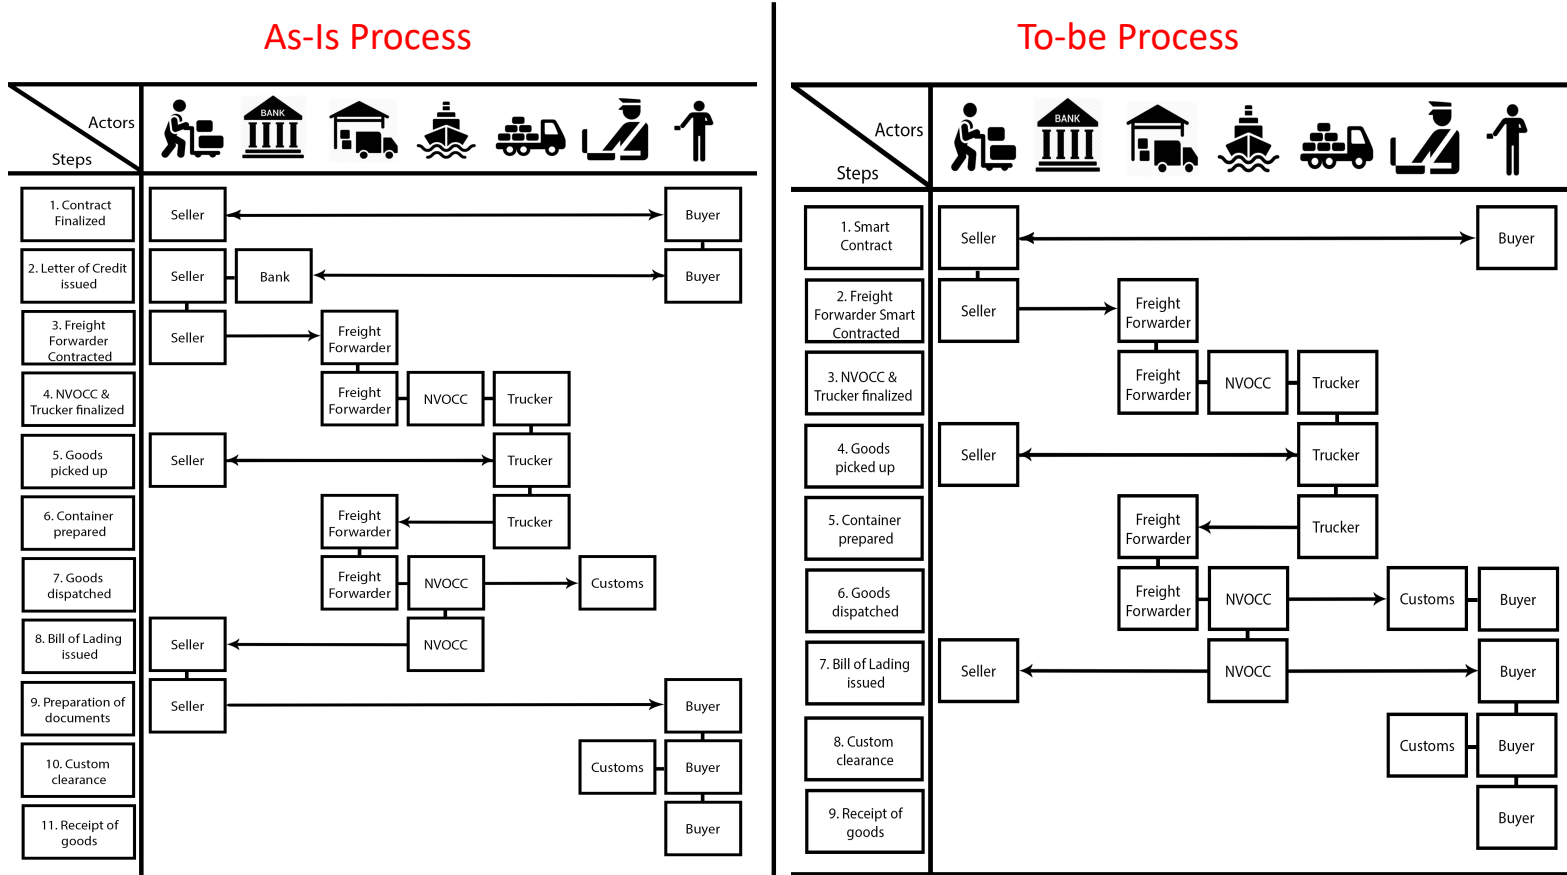 As-Is Process
BANK
Actors
Steps
1. Contract
Finalized
Seller
Buyer
2. Letter of Credit
issued
Seller
Bank
Buyer
3. Freight
Forwarder
Contracted
Seller
Freight
Forwarder
4. NVOCC &
Trucker finalized
Freight
Forwarder
NVOCC
Trucker
5. Goods
picked up
Seller
Trucker
6. Container
prepared
Freight
Forwarder
Trucker
7. Goods
dispatched
Freight
Forwarder
NVOCC
Customs
8. Bill of Lading
issued
Seller
NVOCC
9. Preparation of
documents
Seller
Buyer
10. Custom
clearance
Customs
Buyer
11. Receipt of
goods
Buyer
To-be Process
BANK
Actors
Steps
1. Smart
Contract
Seller
Buyer
2. Freight
Forwarder Smart
Contracted
Seller
Freight
Forwarder
3. NVOCC &
Trucker finalized
Freight
Forwarder
NVOCC
Trucker
4. Goods
picked up
Seller
Trucker
5. Container
prepared
Freight
Forwarder
Trucker
6. Goods
dispatched
Freight
Forwarder
NVOCC
Customs
Buyer
7. Bill of Lading
issued
Seller
NVOCC
Buyer
8. Custom
clearance
Customs
Buyer
9. Receipt of
goods
Buyer